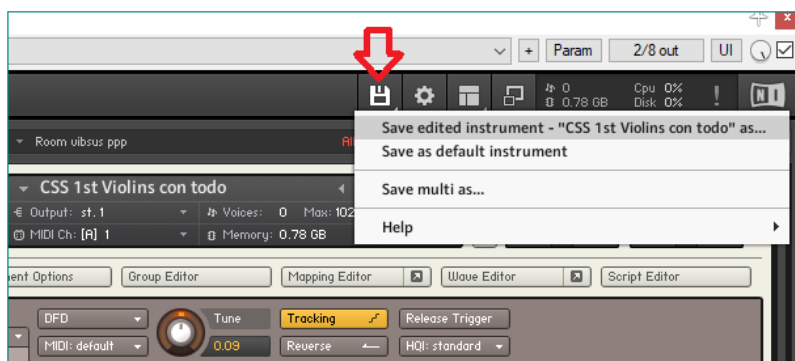 + Param 2/8 out UI
0 Cpu 0%
0.78 GB Disk 0% !
Save edited instrument - "CSS 1st Violins con todo" as...
Room vibsus ppp
Save as default instrument
CSS 1st Violins con todo
Save multi as...
Output: st.1 Voices: 0 Max: 102
Help
MIDI Ch: [A] 1 Memory: 0.78 GB
ent Options Group Editor Mapping Editor Wave Editor Script Editor
DFD Tune Tracking Release Trigger
MIDI: default 0.09 Reverse HQI: standard